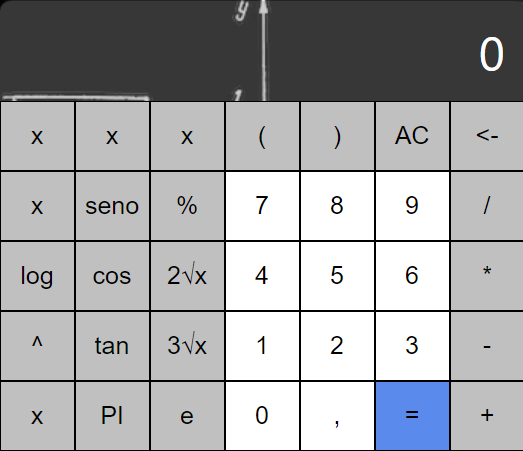 y
0
1
x x x ( ) AC <-
x seno % 7 8 9 /
log cos 2√x 4 5 6 *
^ tan 3√x 1 2 3 -
x PI e 0 , = +